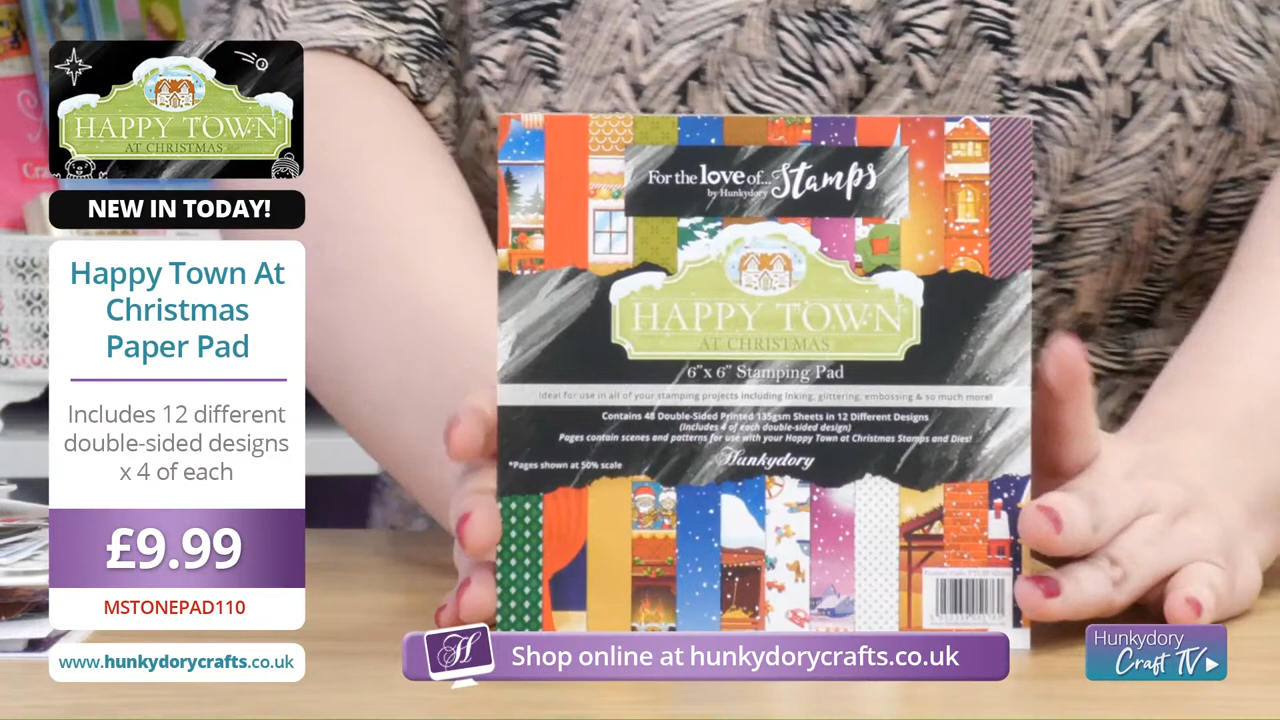 HAPPY TOWN
AT CHRISTMAS
NEW IN TODAY!
Happy Town At
Christmas
Paper Pad
Includes 12 different
double-sided designs
x 4 of each
£9.99
MSTONEPAD110
www.hunkydorycrafts.co.uk
For the love of... Stamps
by Hunkydory
HAPPY TOWN
AT CHRISTMAS
6"x 6" Stamping Pad
Ideal for use in all of your stamping projects including inking, glittering, embossing & so much more!
Contains 48 Double-Sided Printed 135gsm Sheets in 12 Different Designs
(Includes 4 of each double-sided design)
Pages contain scenes and patterns for use with your Happy Town at Christmas Stamps and Dies!
Hunkydory
*Pages shown at 50% scale
Shop online at hunkydorycrafts.co.uk
Hunkydory
Craft TV